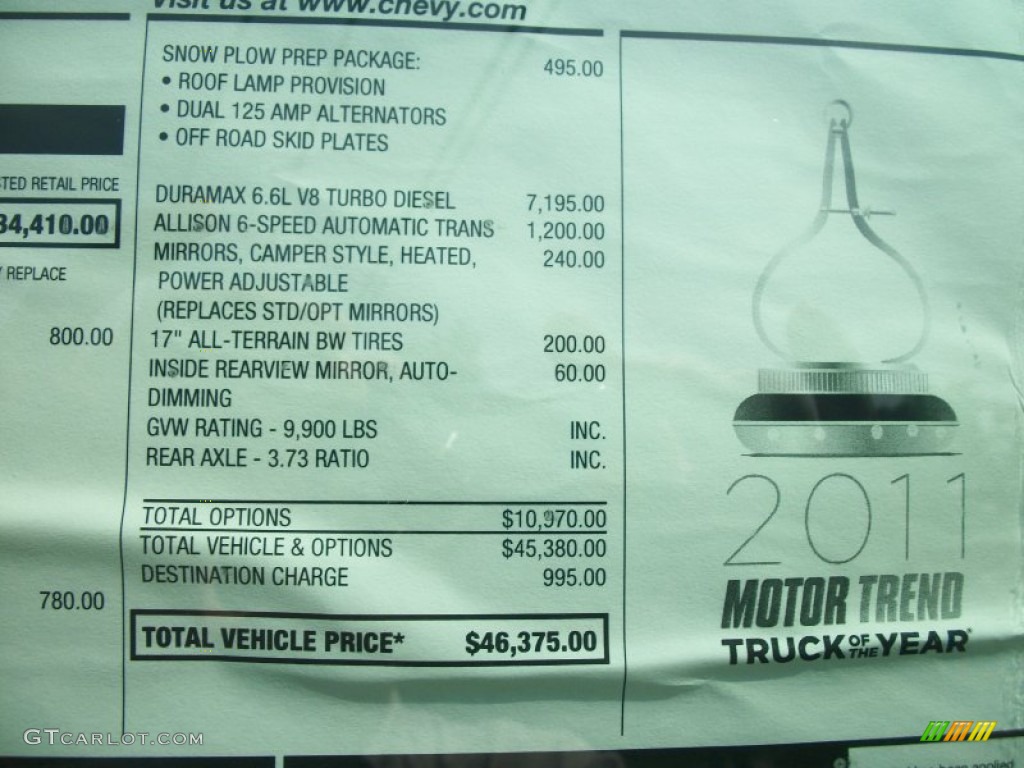 visit us at www.chevy.com
RETAIL PRICE
34,410.00
REPLACE
800.00
780.00
SNOW PLOW PREP PACKAGE: 495.00
• ROOF LAMP PROVISION
• DUAL 125 AMP ALTERNATORS
• OFF ROAD SKID PLATES
DURAMAX 6.6L V8 TURBO DIESEL 7,195.00
ALLISON 6-SPEED AUTOMATIC TRANS 1,200.00
MIRRORS, CAMPER STYLE, HEATED, 240.00
POWER ADJUSTABLE
(REPLACES STD/OPT MIRRORS)
17" ALL-TERRAIN BW TIRES 200.00
INSIDE REARVIEW MIRROR, AUTO- 60.00
DIMMING
GVW RATING - 9,900 LBS INC.
REAR AXLE - 3.73 RATIO INC.
TOTAL OPTIONS $10,970.00
TOTAL VEHICLE & OPTIONS $45,380.00
DESTINATION CHARGE 995.00
TOTAL VEHICLE PRICE* $46,375.00
2011
MOTOR TREND
TRUCK OF THE YEAR®
GTCARLOT.COM